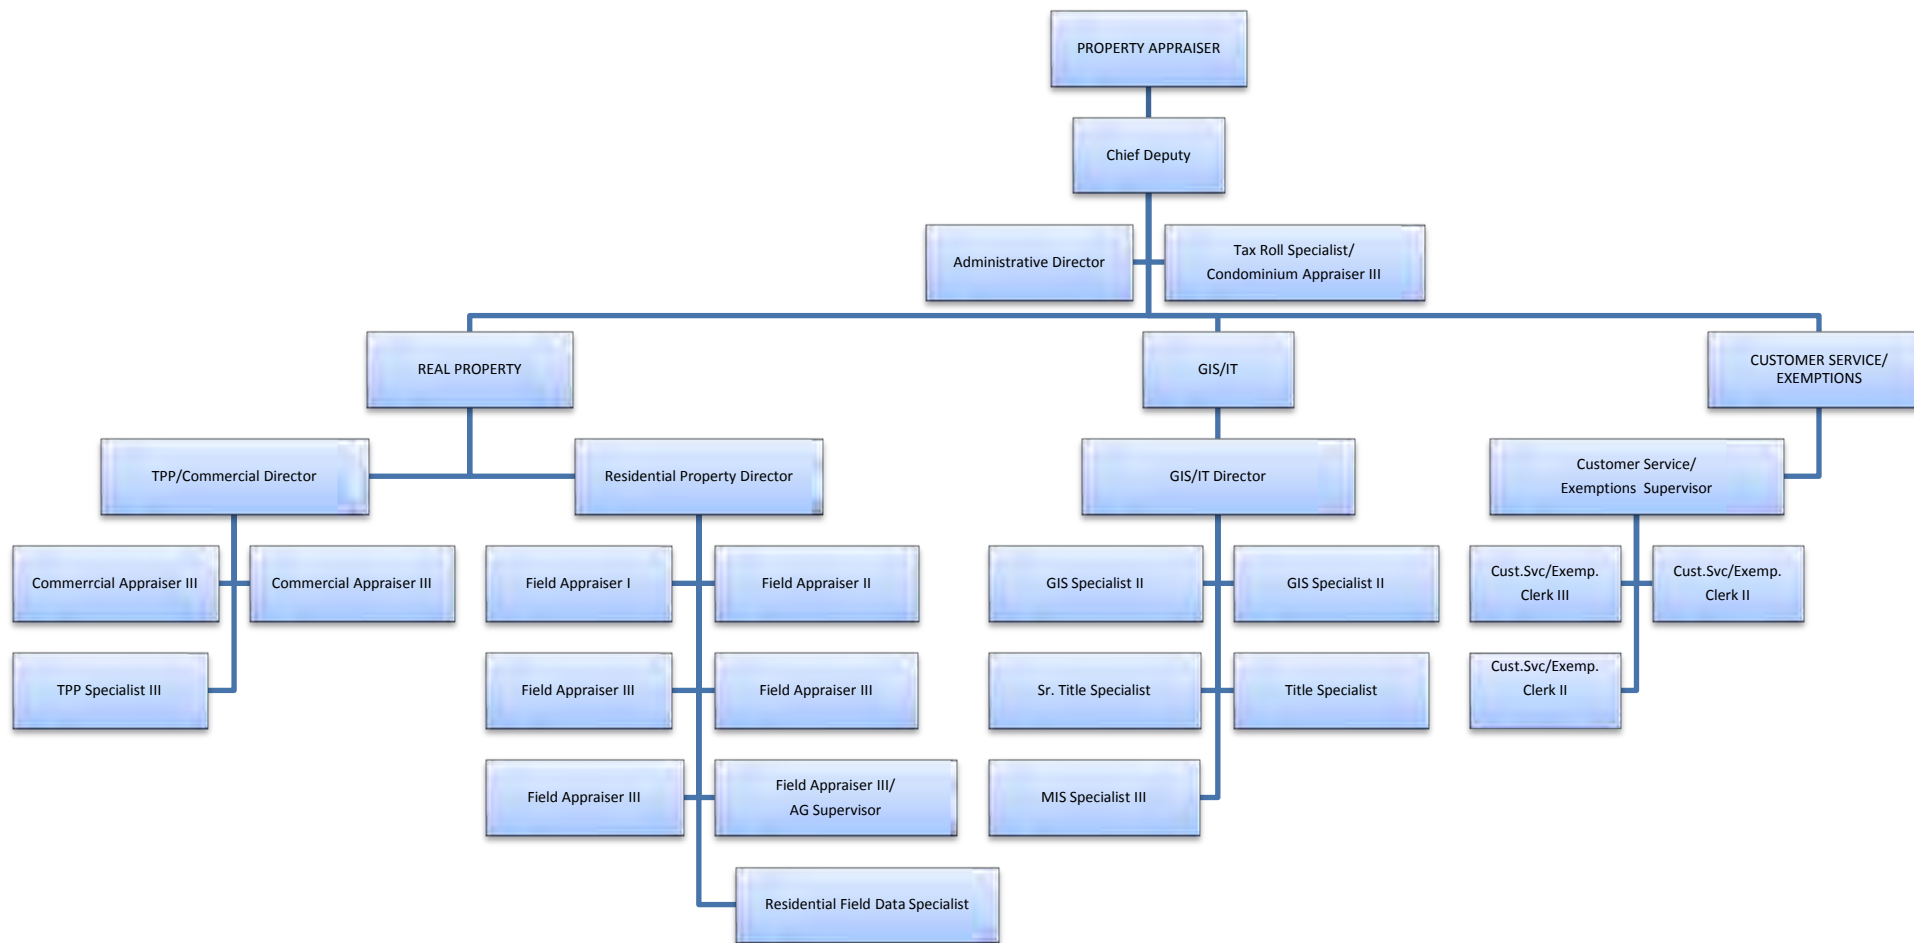 PROPERTY APPRAISER
Chief Deputy
Administrative Director
Tax Roll Specialist/
Condominium Appraiser III
REAL PROPERTY
GIS/IT
CUSTOMER SERVICE/
EXEMPTIONS
TPP/Commercial Director
Residential Property Director
GIS/IT Director
Customer Service/
Exemptions Supervisor
Commerrcial Appraiser III
Commercial Appraiser III
Field Appraiser I
Field Appraiser II
GIS Specialist II
GIS Specialist II
Cust.Svc/Exemp.
Clerk III
Cust.Svc/Exemp.
Clerk II
TPP Specialist III
Field Appraiser III
Field Appraiser III
Sr. Title Specialist
Title Specialist
Cust.Svc/Exemp.
Clerk II
Field Appraiser III
Field Appraiser III/
AG Supervisor
MIS Specialist III
Residential Field Data Specialist